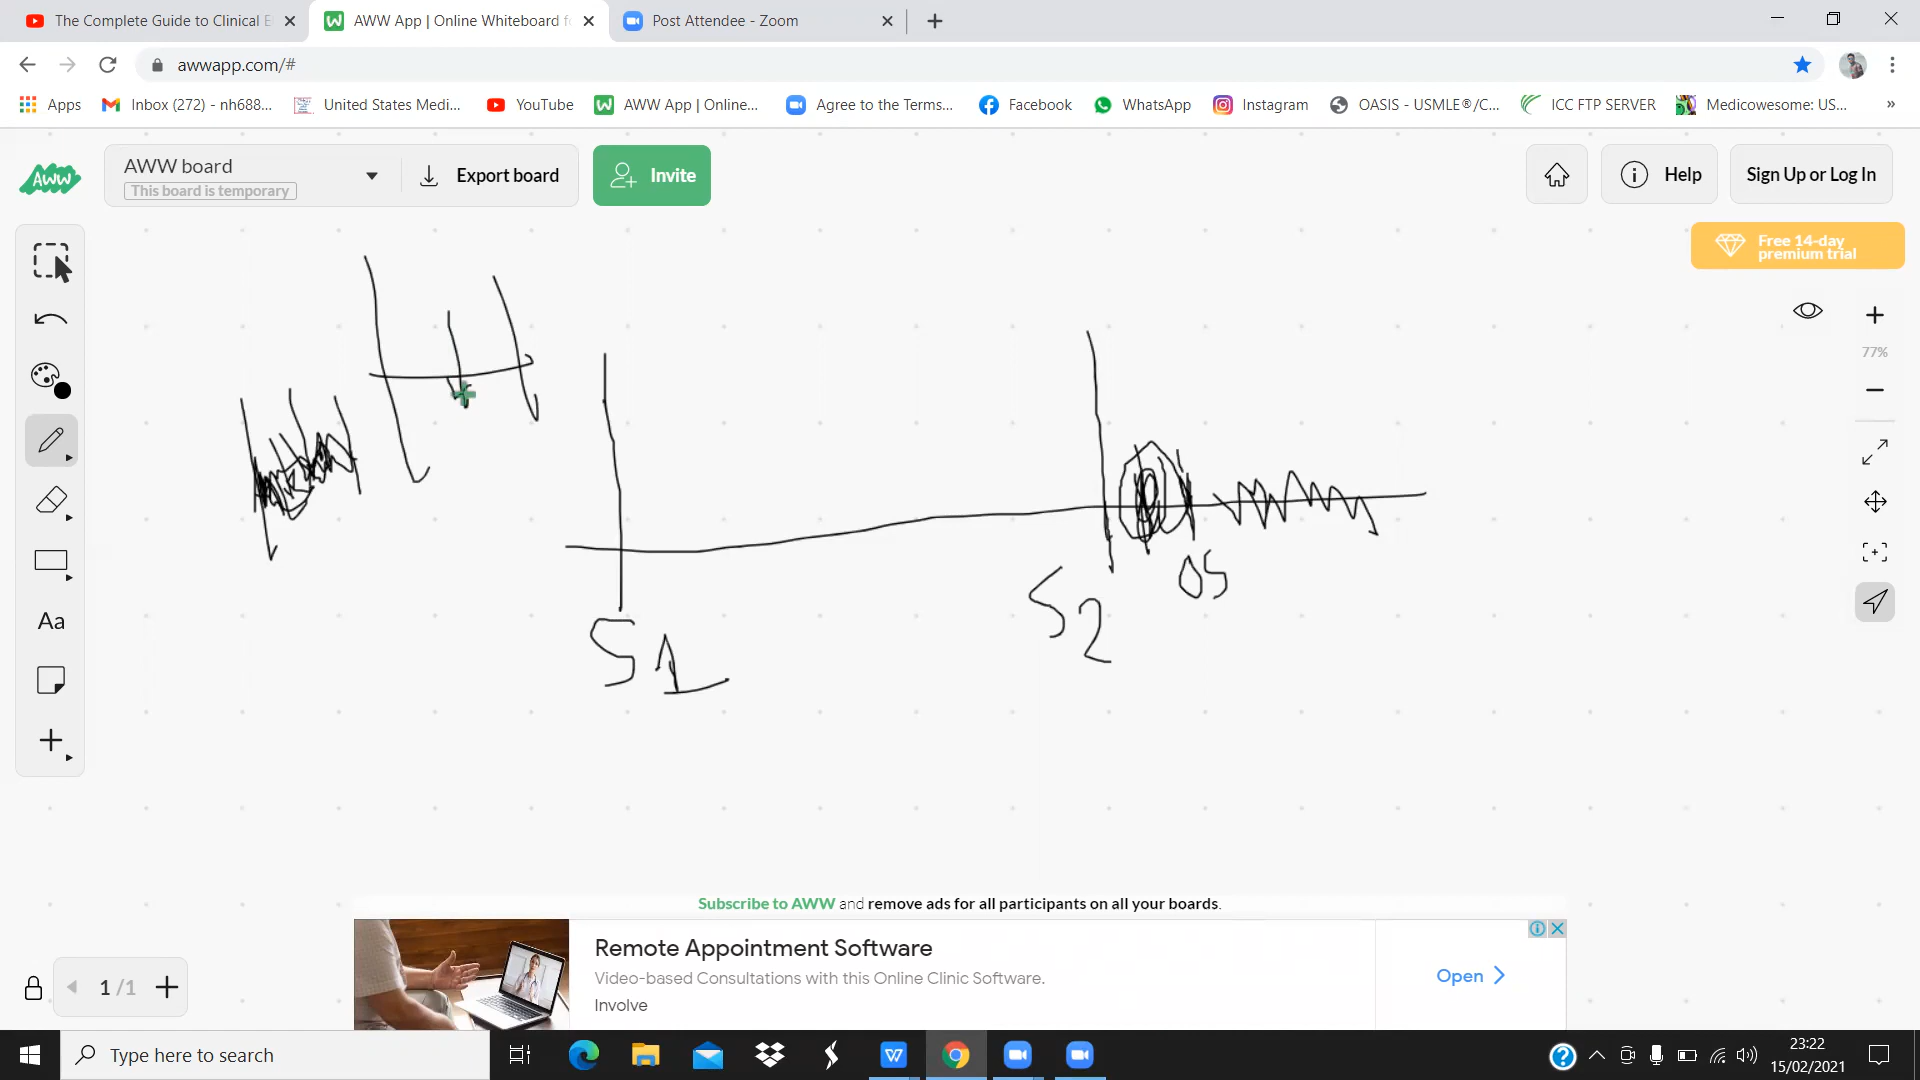 The Complete Guide to Clinical E
AWW App | Online Whiteboard f
Post Attendee - Zoom
awwapp.com/#
Apps
Inbox (272) - nh688...
United States Medi...
YouTube
AWW App | Online...
Agree to the Terms...
Facebook
WhatsApp
Instagram
OASIS - USMLE®/C...
ICC FTP SERVER
Medicowesome: US...
»
AWW
AWW board
This board is temporary
Export board
Invite
Help
Sign Up or Log In
Free 14-day
premium trial
77%
Aa
S1
S2
OS
Subscribe to AWW and remove ads for all participants on all your boards.
Remote Appointment Software
Video-based Consultations with this Online Clinic Software.
Involve
Open
1 /1
Type here to search
23:22
15/02/2021